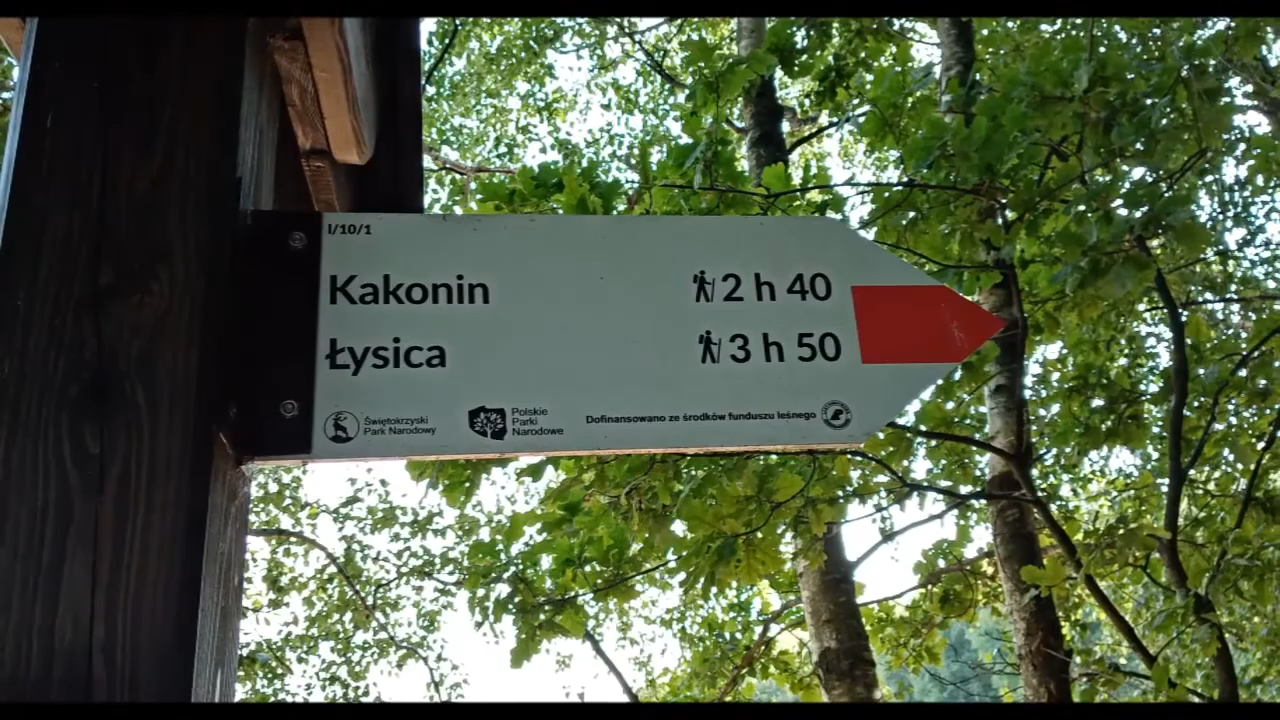 I/10/1
Kakonin 2 h 40
Łysica 3 h 50
Świętokrzyski
Park Narodowy
Polskie
Parki
Narodowe
Dofinansowano ze środków funduszu leśnego